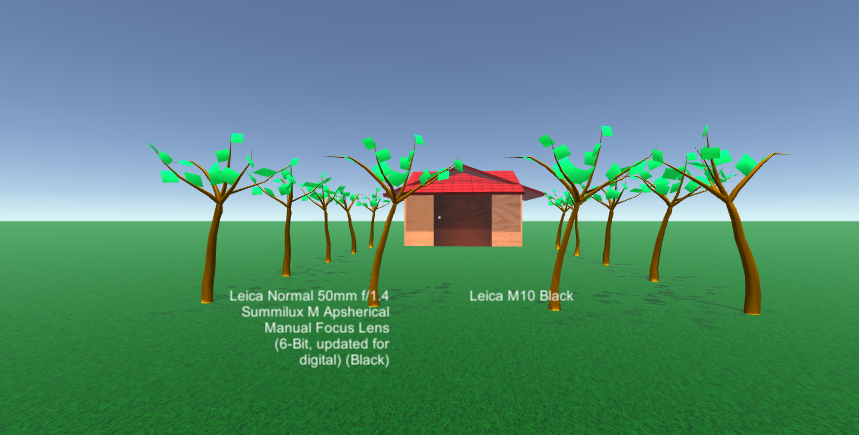 Leica Normal 50mm f/1.4
Summilux M Apsherical
Manual Focus Lens
(6-Bit, updated for
digital) (Black)
Leica M10 Black